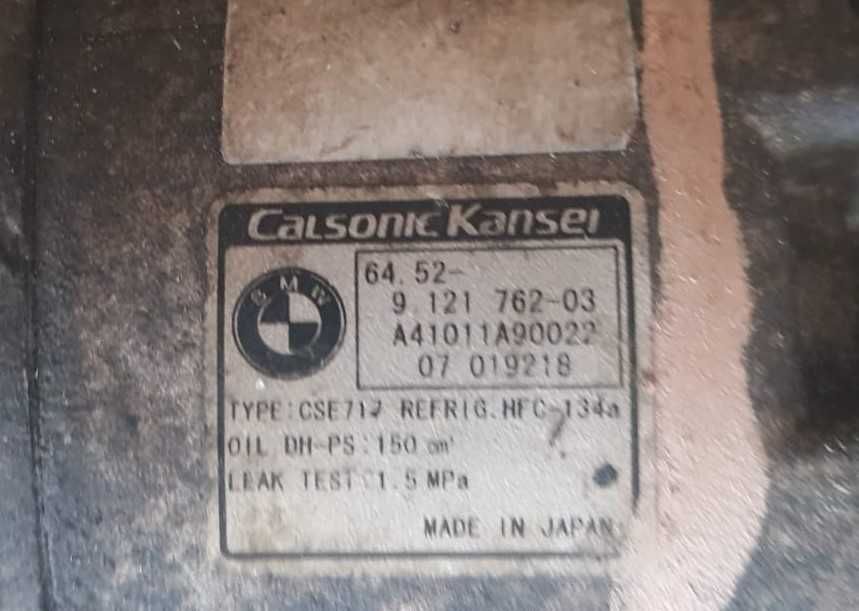 CALSONIC KANSEI
BMW
64.52-
9 121 762-03
A41011A90022
07 019218
TYPE:CSE717 REFRIG.HFC-134a
OIL DH-PS:150 cm³
LEAK TEST:1.5 MPa
MADE IN JAPAN